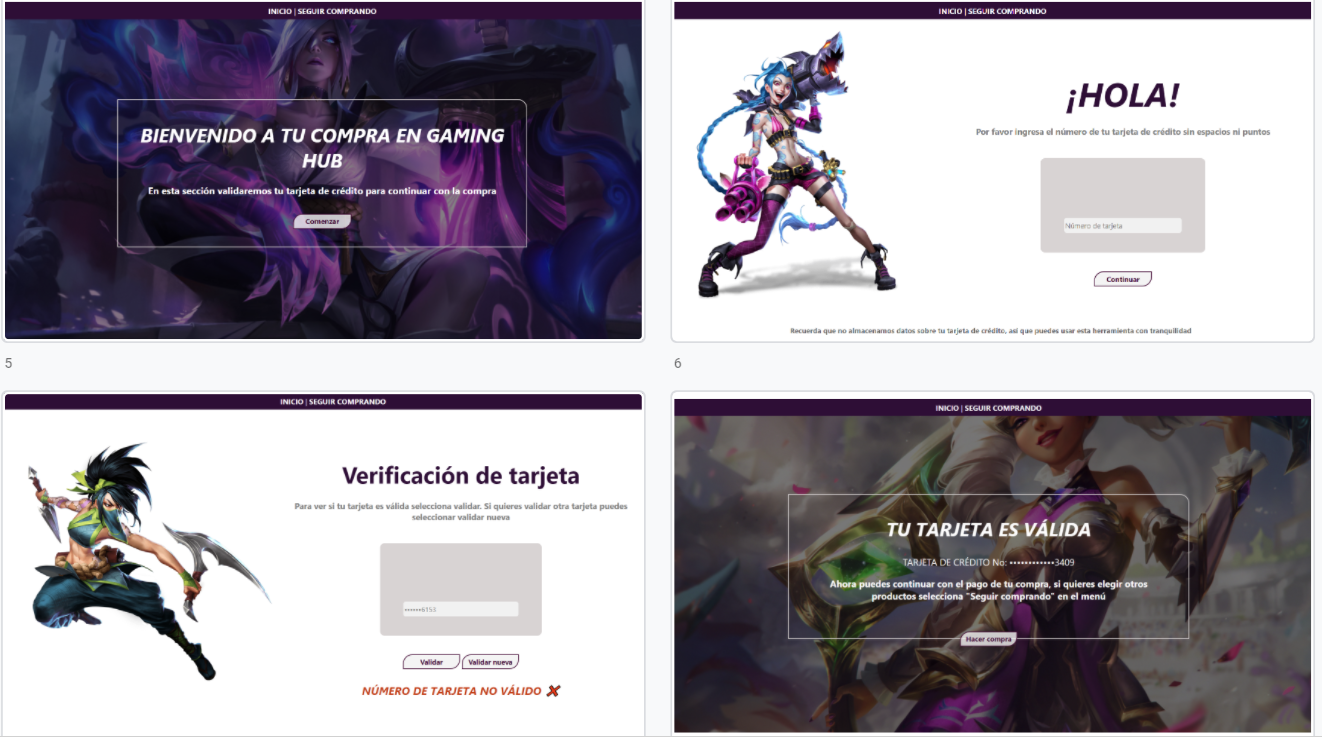 INICIO | SEGUIR COMPRANDO
BIENVENIDO A TU COMPRA EN GAMING
HUB
En esta sección validaremos tu tarjeta de crédito para continuar con la compra
Comenzar
5
INICIO | SEGUIR COMPRANDO
¡HOLA!
Por favor ingresa el número de tu tarjeta de crédito sin espacios ni puntos
Número de tarjeta
Continuar
Recuerda que no almacenamos datos sobre tu tarjeta de crédito, así que puedes usar esta herramienta con tranquilidad
6
INICIO | SEGUIR COMPRANDO
Verificación de tarjeta
Para ver si tu tarjeta es válida selecciona validar. Si quieres validar otra tarjeta puedes
seleccionar validar nueva
••••••6153
Validar Validar nueva
NÚMERO DE TARJETA NO VÁLIDO ✘
INICIO | SEGUIR COMPRANDO
TU TARJETA ES VÁLIDA
TARJETA DE CRÉDITO No: ••••••••••••3409
Ahora puedes continuar con el pago de tu compra, si quieres elegir otros
productos selecciona "Seguir comprando" en el menú
Hacer compra